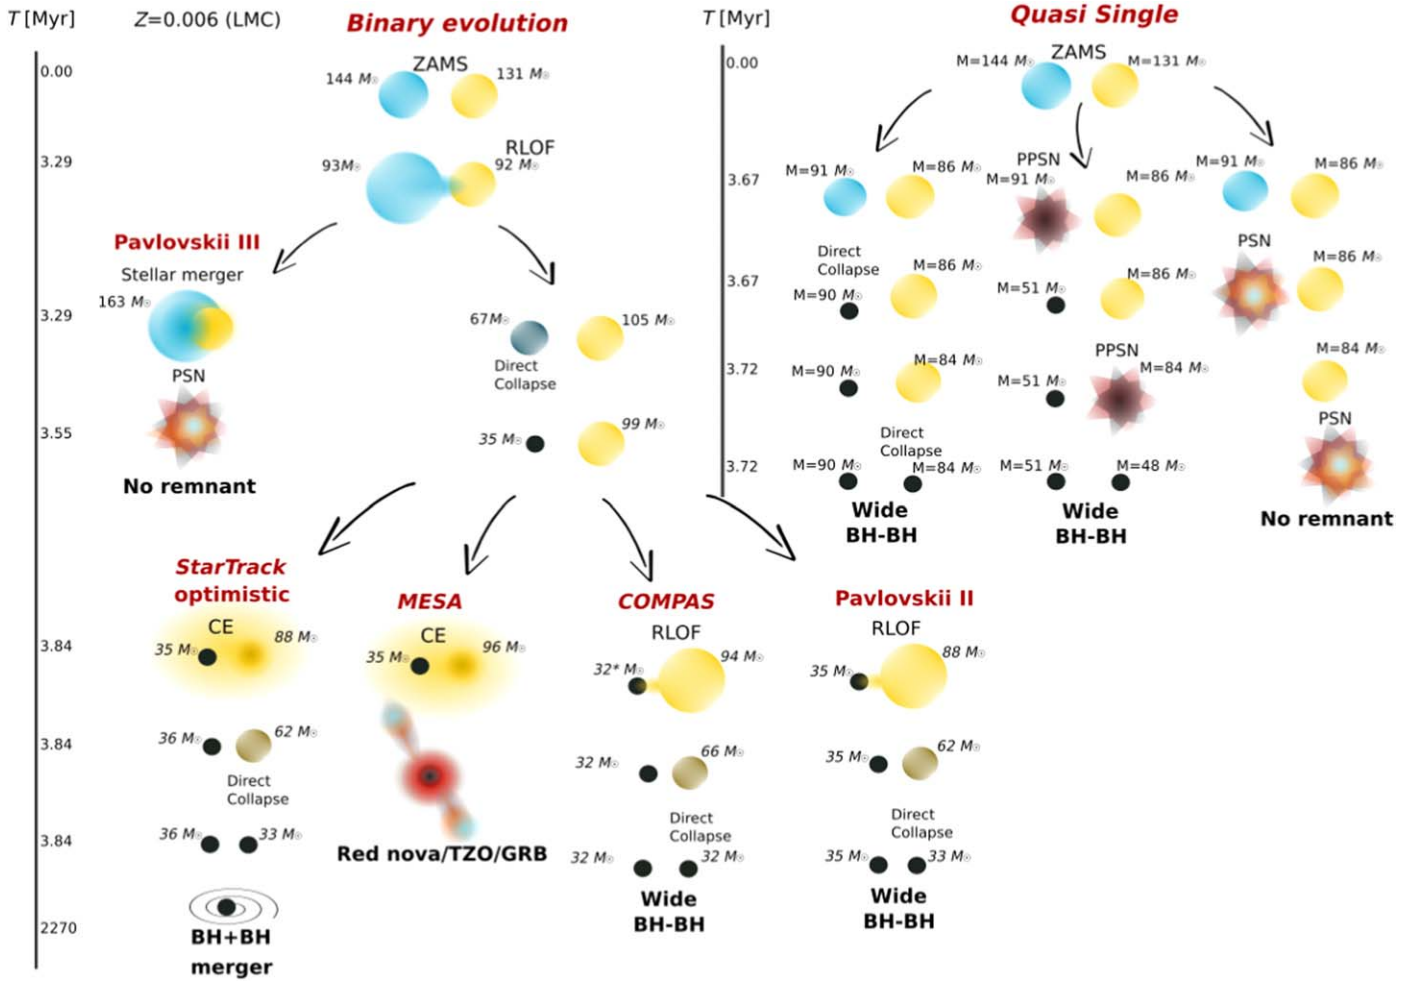 T [Myr]
Z=0.006 (LMC)
Binary evolution
0.00
ZAMS
144 M☉
131 M☉
3.29
RLOF
93M☉
92 M☉
Pavlovskii III
Stellar merger
163 M☉
3.29
67M☉
105 M☉
Direct
Collapse
PSN
3.55
35 M☉
99 M☉
No remnant
StarTrack
optimistic
MESA
COMPAS
Pavlovskii II
3.84
CE
35 M☉
88 M☉
CE
35 M☉
96 M☉
RLOF
32* M☉
94 M☉
RLOF
35 M☉
88 M☉
3.84
36 M☉
62 M☉
32 M☉
66 M☉
35 M☉
62 M☉
Direct
Collapse
Direct
Collapse
Direct
Collapse
3.84
36 M☉
33 M☉
Red nova/TZO/GRB
32 M☉
32 M☉
35 M☉
33 M☉
Wide
BH-BH
Wide
BH-BH
2270
BH+BH
merger
T [Myr]
Quasi Single
0.00
ZAMS
M=144 M☉
M=131 M☉
3.67
M=91 M☉
M=86 M☉
PPSN
M=91 M☉
M=86 M☉
M=91 M☉
M=86 M☉
Direct
Collapse
PSN
3.67
M=90 M☉
M=86 M☉
M=51 M☉
M=86 M☉
M=86 M☉
3.72
M=90 M☉
M=84 M☉
PPSN
M=51 M☉
M=84 M☉
M=84 M☉
Direct
Collapse
PSN
3.72
M=90 M☉
M=84 M☉
M=51 M☉
M=48 M☉
Wide
BH-BH
Wide
BH-BH
No remnant